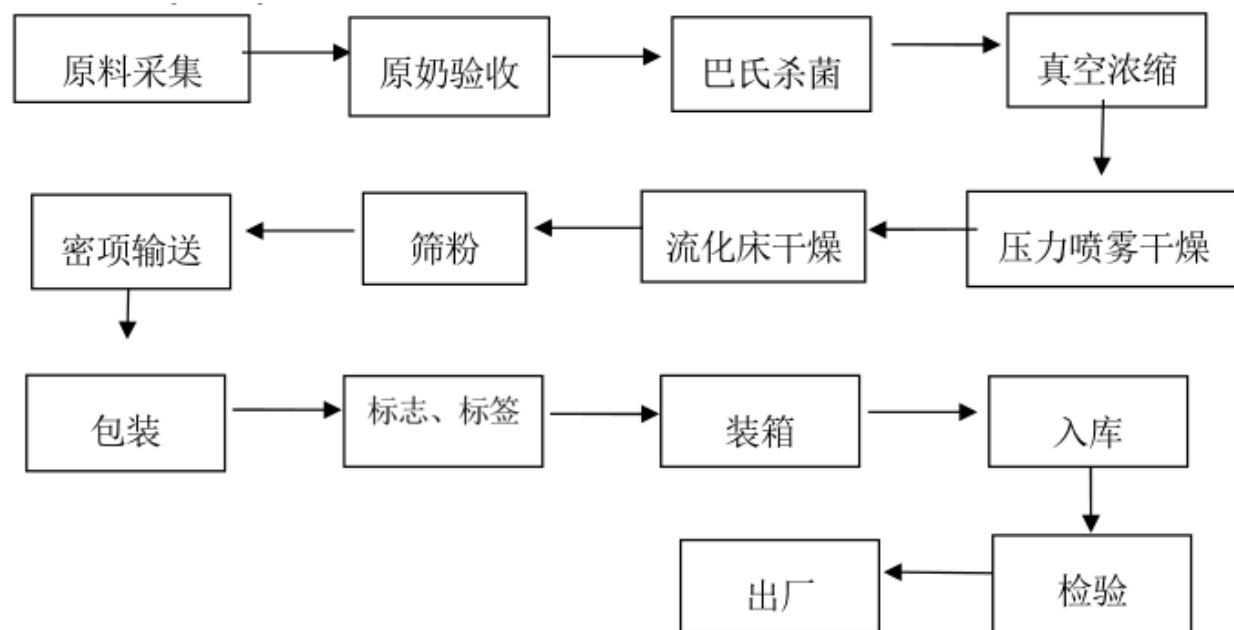 原料采集
原奶验收
巴氏杀菌
真空浓缩
压力喷雾干燥
流化床干燥
筛粉
密项输送
包装
标志、标签
装箱
入库
检验
出厂